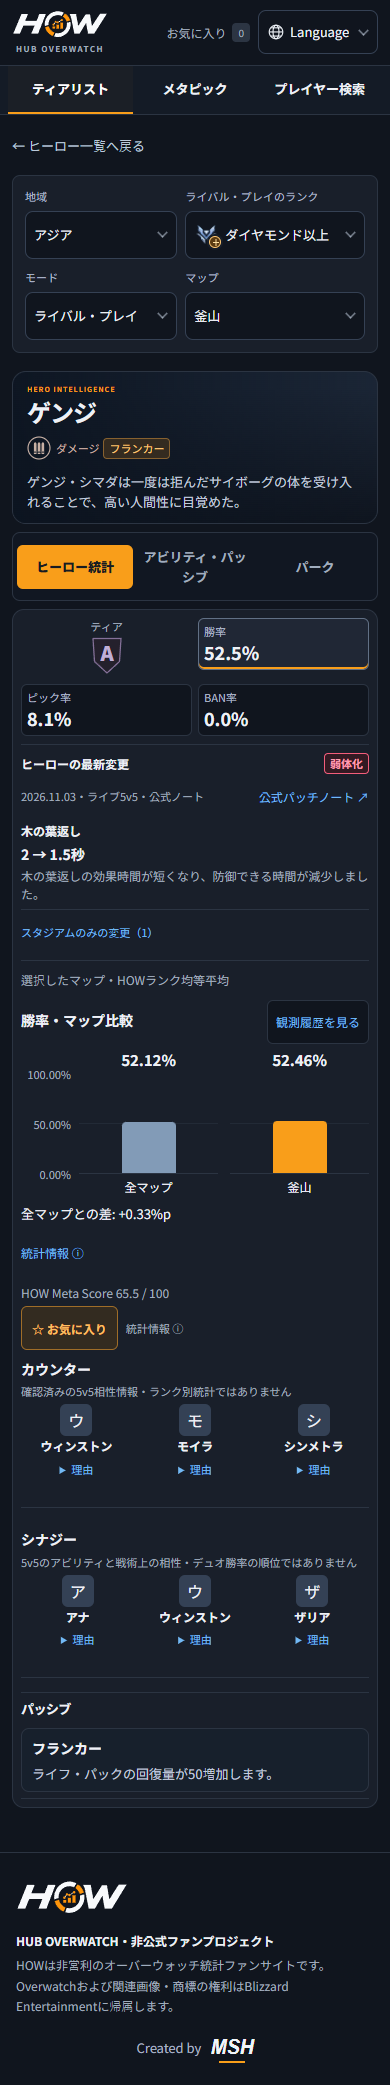 HOW
HUB OVERWATCH
お気に入り 0
Language
ティアリスト
メタピック
プレイヤー検索
← ヒーロー一覧へ戻る
地域
ライバル・プレイのランク
アジア
ダイヤモンド以上
モード
マップ
ライバル・プレイ
釜山
HERO INTELLIGENCE
ゲンジ
ダメージ フランカー
ゲンジ・シマダは一度は拒んだサイボーグの体を受け入
れることで、高い人間性に目覚めた。
ヒーロー統計
アビリティ・パッ
シブ
パーク
ティア
A
勝率
52.5%
ピック率
8.1%
BAN率
0.0%
ヒーローの最新変更
弱体化
2026.11.03・ライブ5v5・公式ノート
公式パッチノート ↗
木の葉返し
2 → 1.5秒
木の葉返しの効果時間が短くなり、防御できる時間が減少しまし
た。
スタジアムのみの変更（1）
選択したマップ・HOWランク均等平均
勝率・マップ比較
観測履歴を見る
52.12%
52.46%
100.00%
50.00%
0.00%
全マップ
釜山
全マップとの差: +0.33%p
統計情報 ⓘ
HOW Meta Score 65.5 / 100
☆ お気に入り
統計情報 ⓘ
カウンター
確認済みの5v5相性情報・ランク別統計ではありません
ウ
モ
シ
ウィンストン
モイラ
シンメトラ
▶ 理由
▶ 理由
▶ 理由
シナジー
5v5のアビリティと戦術上の相性・デュオ勝率の順位ではありません
ア
ウ
ザ
アナ
ウィンストン
ザリア
▶ 理由
▶ 理由
▶ 理由
パッシブ
フランカー
ライフ・パックの回復量が50増加します。
HOW
HUB OVERWATCH・非公式ファンプロジェクト
HOWは非営利のオーバーウォッチ統計ファンサイトです。
Overwatchおよび関連画像・商標の権利はBlizzard
Entertainmentに帰属します。
Created by MSH